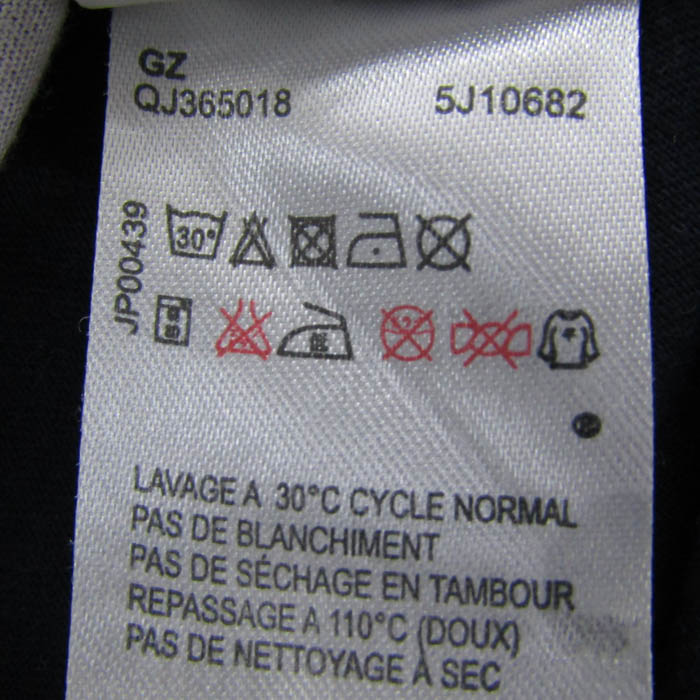 GZ
QJ365018 5J10682
JP00439
30°
LAVAGE A 30°C CYCLE NORMAL
PAS DE BLANCHIMENT
PAS DE SÉCHAGE EN TAMBOUR
REPASSAGE A 110°C (DOUX)
PAS DE NETTOYAGE À SEC